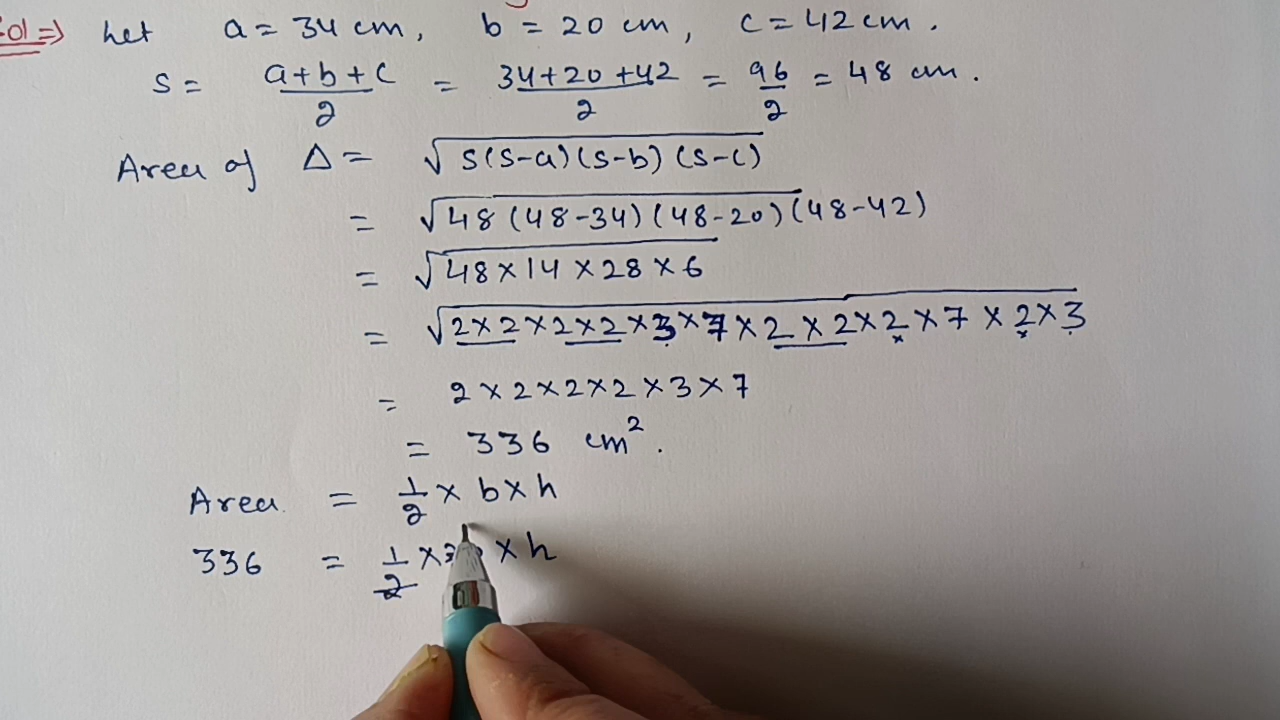 Sol => Let a = 34 cm, b = 20 cm, c = 42 cm.
S = a+b+c/2 = 34+20+42/2 = 96/2 = 48 cm.
Area of Δ = √S(S-a)(S-b)(S-c)
= √48(48-34)(48-20)(48-42)
= √48×14×28×6
= √2×2×2×2×3×7×2×2×2×7×2×3
= 2×2×2×2×3×7
= 336 cm².
Area = 1/2 × b × h
336 = 1/2 × × h